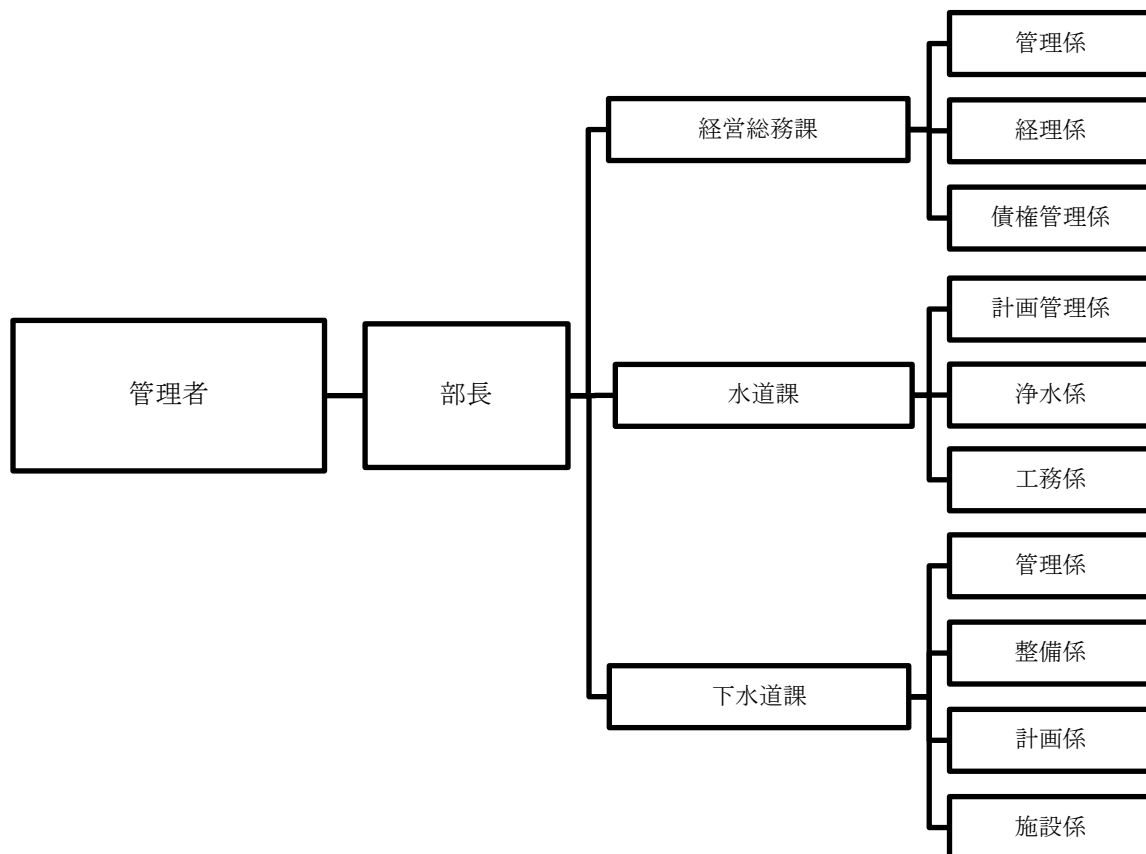 管理者
部長
経営総務課
管理係
経理係
債権管理係
水道課
計画管理係
浄水係
工務係
下水道課
管理係
整備係
計画係
施設係